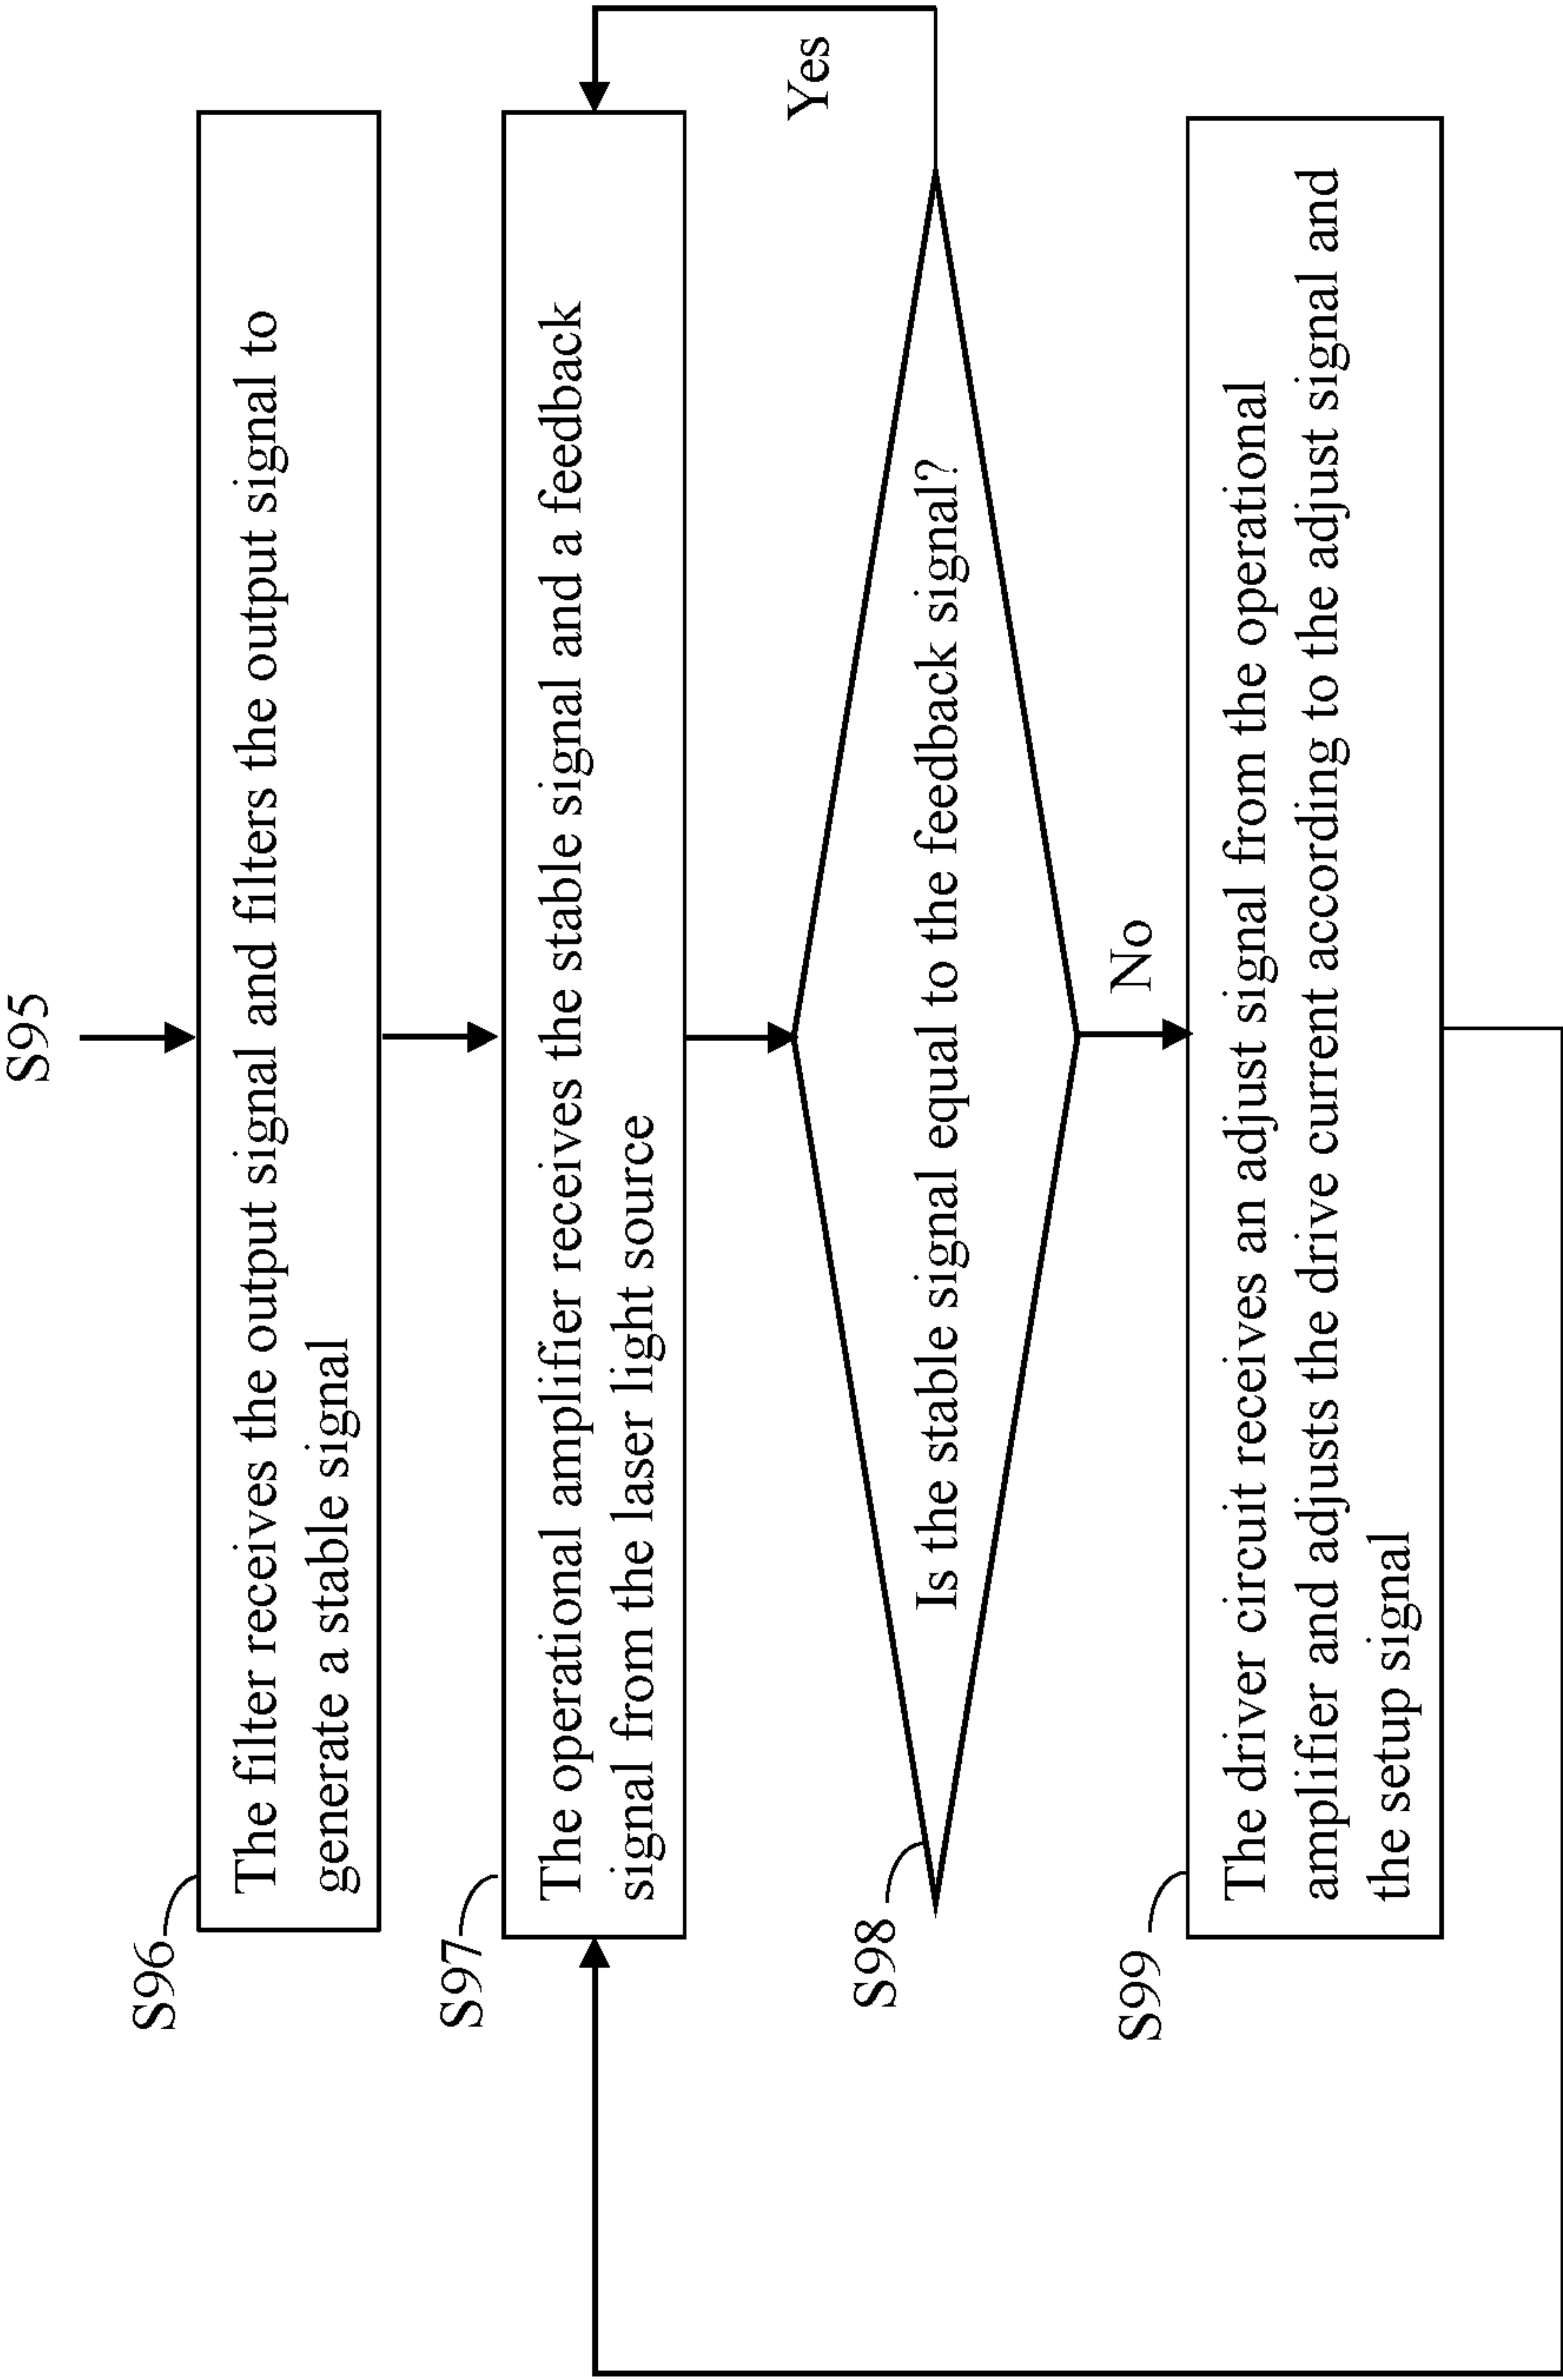 S95
S96
The filter receives the output signal and filters the output signal to
generate a stable signal
S97
The operational amplifier receives the stable signal and a feedback
signal from the laser light source
S98
Is the stable signal equal to the feedback signal?
Yes
No
S99
The driver circuit receives an adjust signal from the operational
amplifier and adjusts the drive current according to the adjust signal and
the setup signal